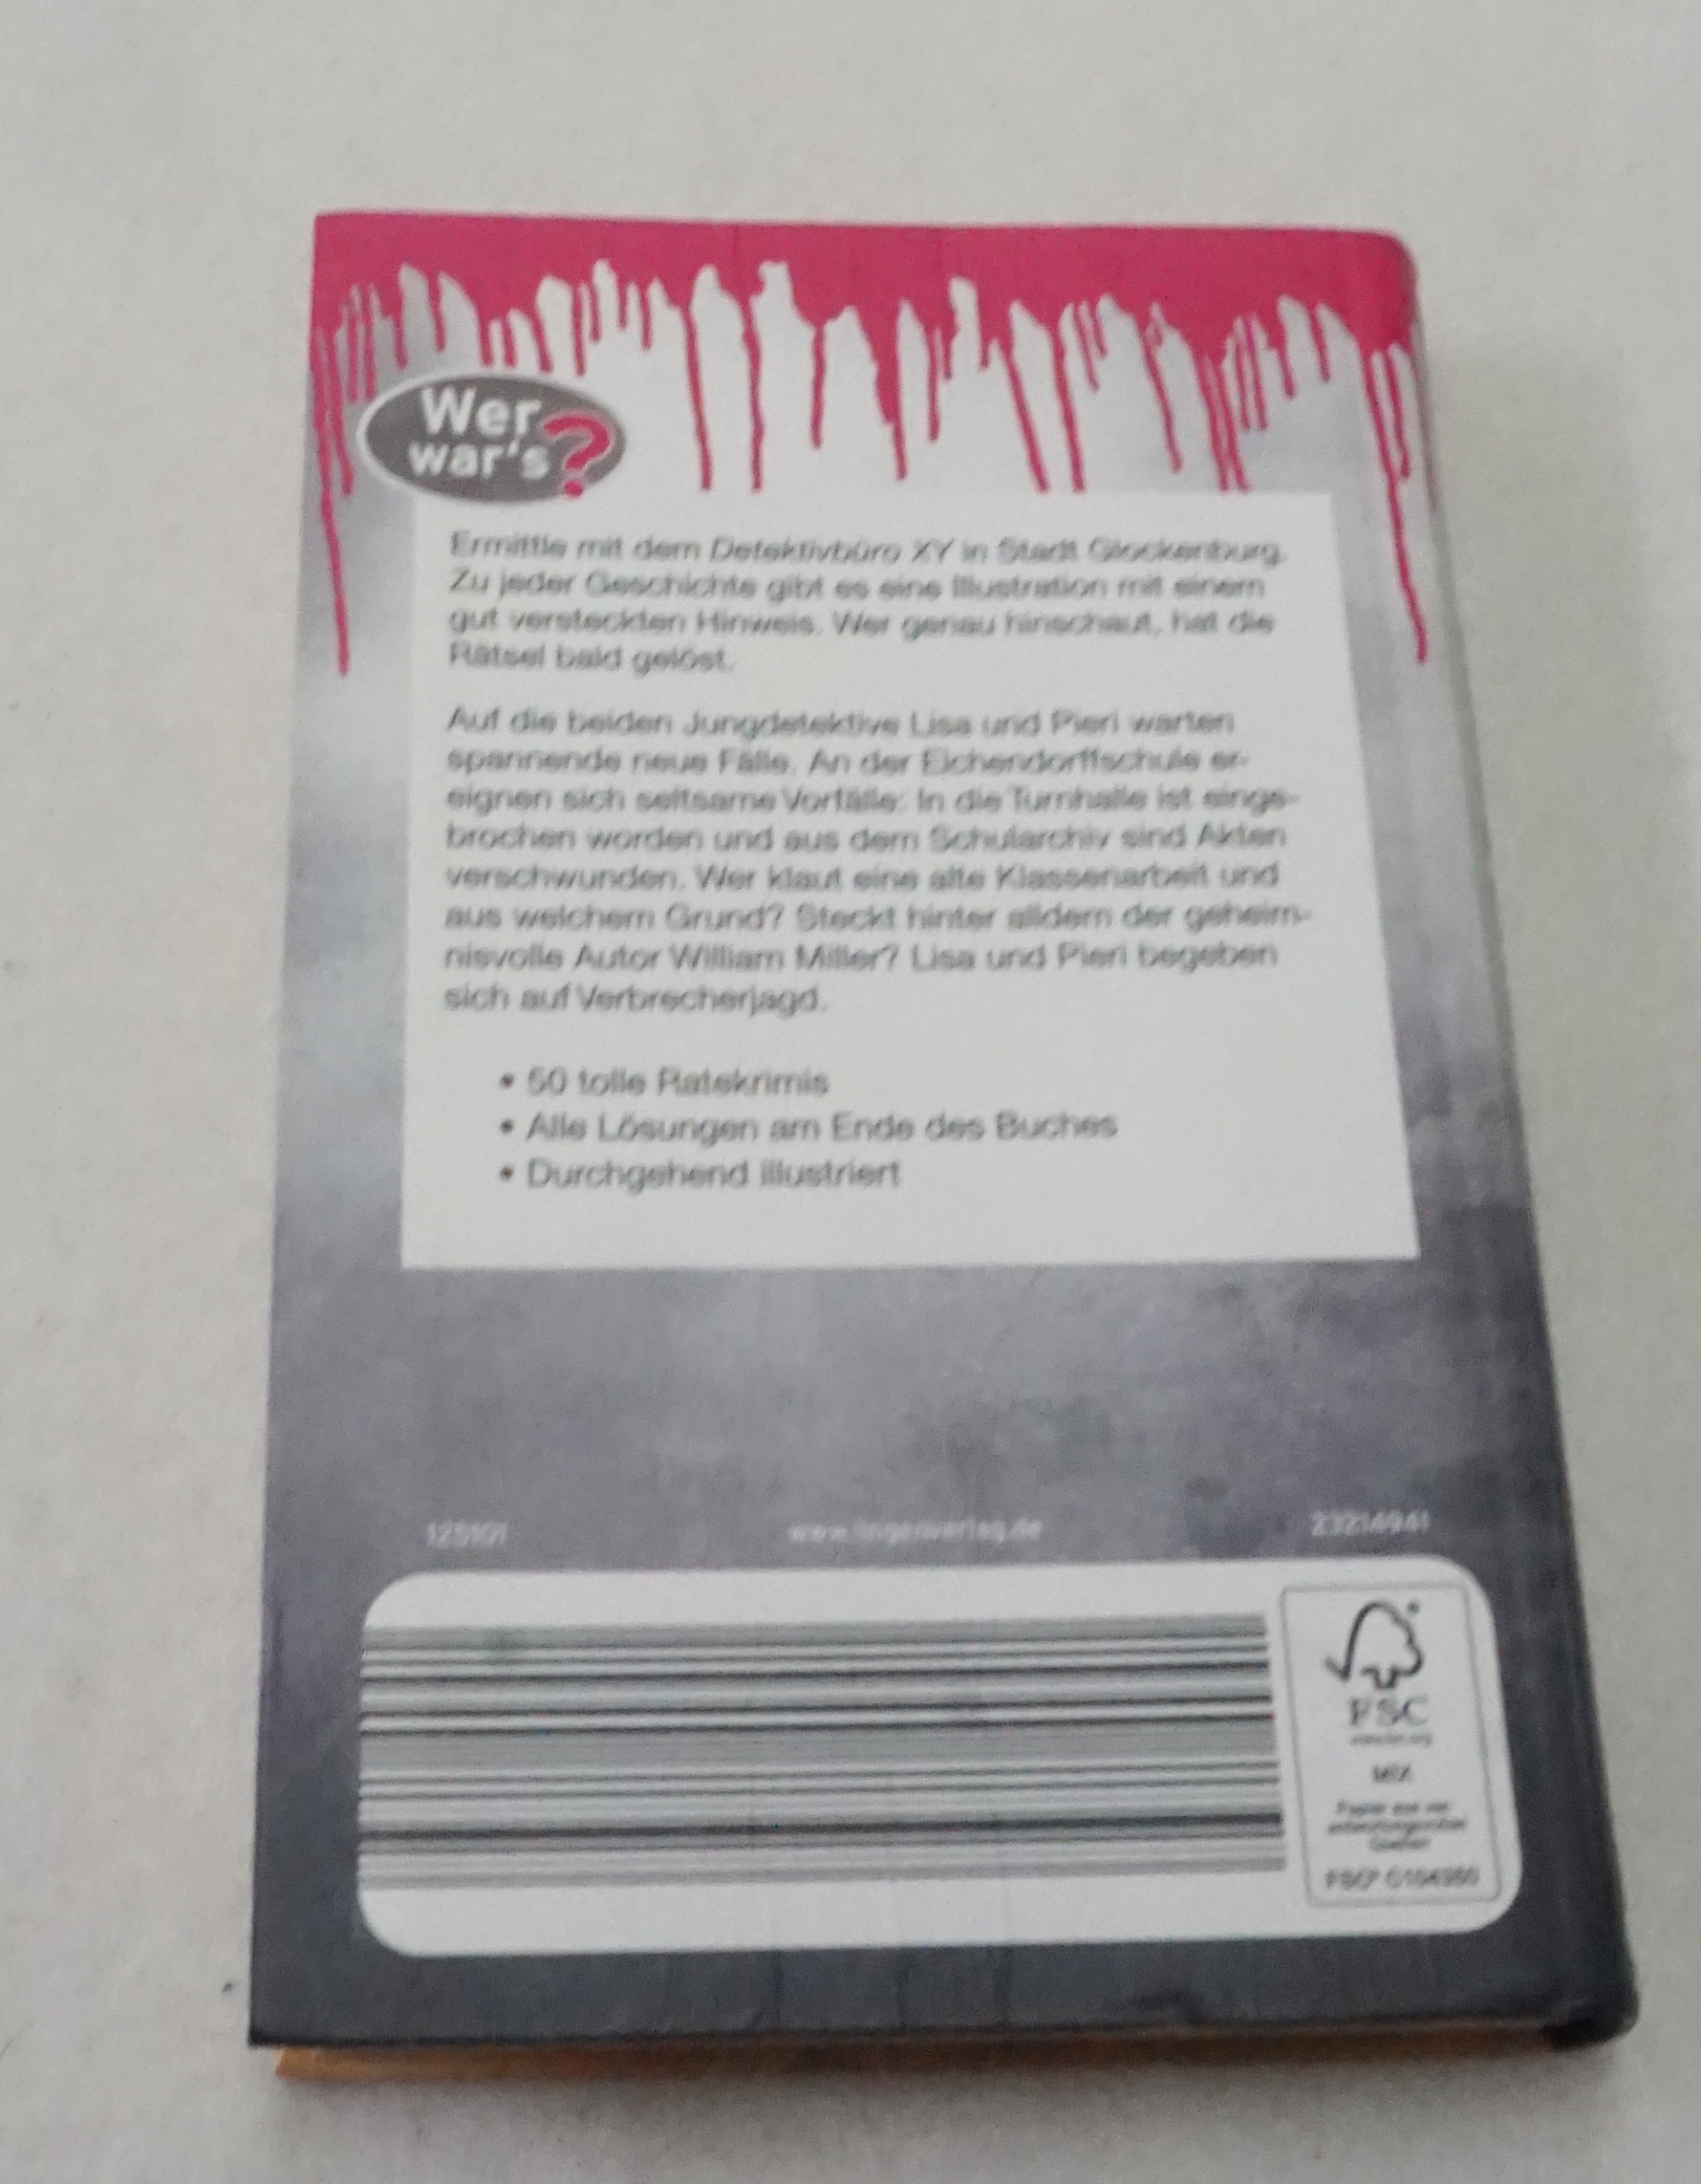 Wer
war's?
Ermittle mit dem Detektivbüro XY in Stadt Glockenburg.
Zu jeder Geschichte gibt es eine Illustration mit einem
gut versteckten Hinweis. Wer genau hinschaut, hat die
Rätsel bald gelöst.
Auf die beiden Jungdetektive Lisa und Pieri warten
spannende neue Fälle. An der Eichendorffschule er-
eignen sich seltsame Vorfälle: In die Turnhalle ist einge-
brochen worden und aus dem Schularchiv sind Akten
verschwunden. Wer klaut eine alte Klassenarbeit und
aus welchem Grund? Steckt hinter alldem der geheim-
nisvolle Autor William Miller? Lisa und Pieri begeben
sich auf Verbrecherjagd.
• 50 tolle Ratekrimis
• Alle Lösungen am Ende des Buches
• Durchgehend illustriert
www.lingenverlag.de
23214941
FSC
MIX